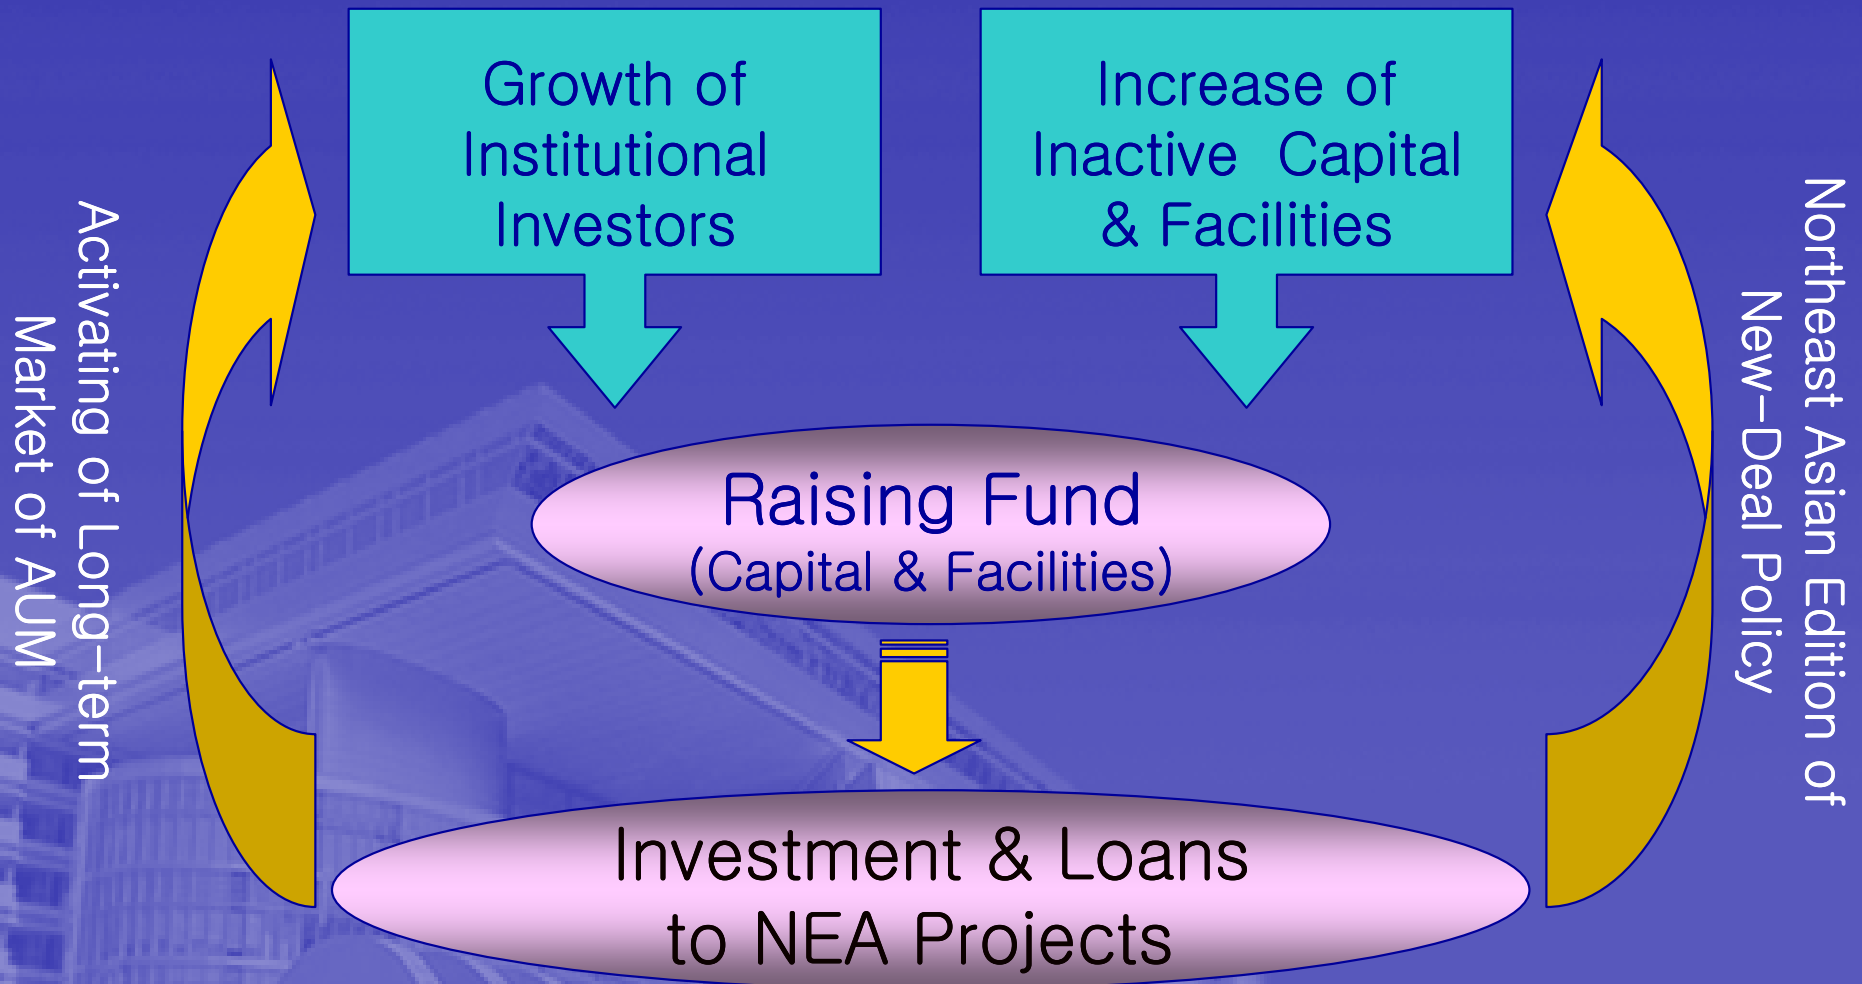 Growth of
Institutional
Investors
Increase of
Inactive Capital
& Facilities
Activating of Long-term
Market of AUM
Northeast Asian Edition of
New-Deal Policy
Raising Fund
(Capital & Facilities)
Investment & Loans
to NEA Projects